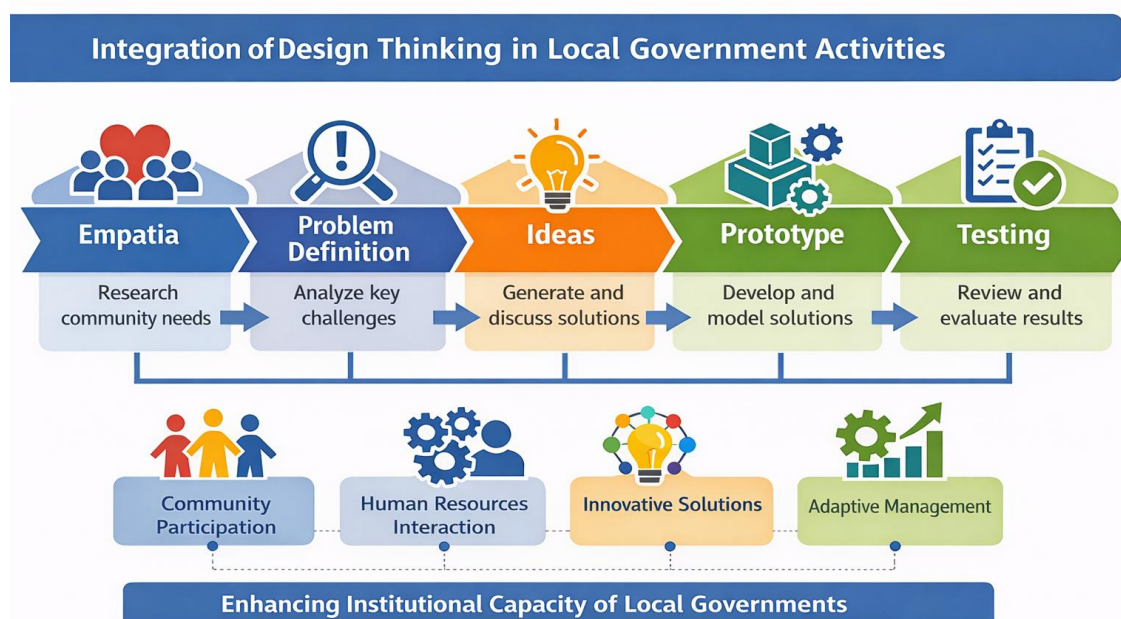 Integration of Design Thinking in Local Government Activities
Empatia
Problem
Definition
Ideas
Prototype
Testing
Research
community needs
Analyze key
challenges
Generate and
discuss solutions
Develop and
model solutions
Review and
evaluate results
Community
Participation
Human Resources
Interaction
Innovative Solutions
Adaptive Management
Enhancing Institutional Capacity of Local Governments